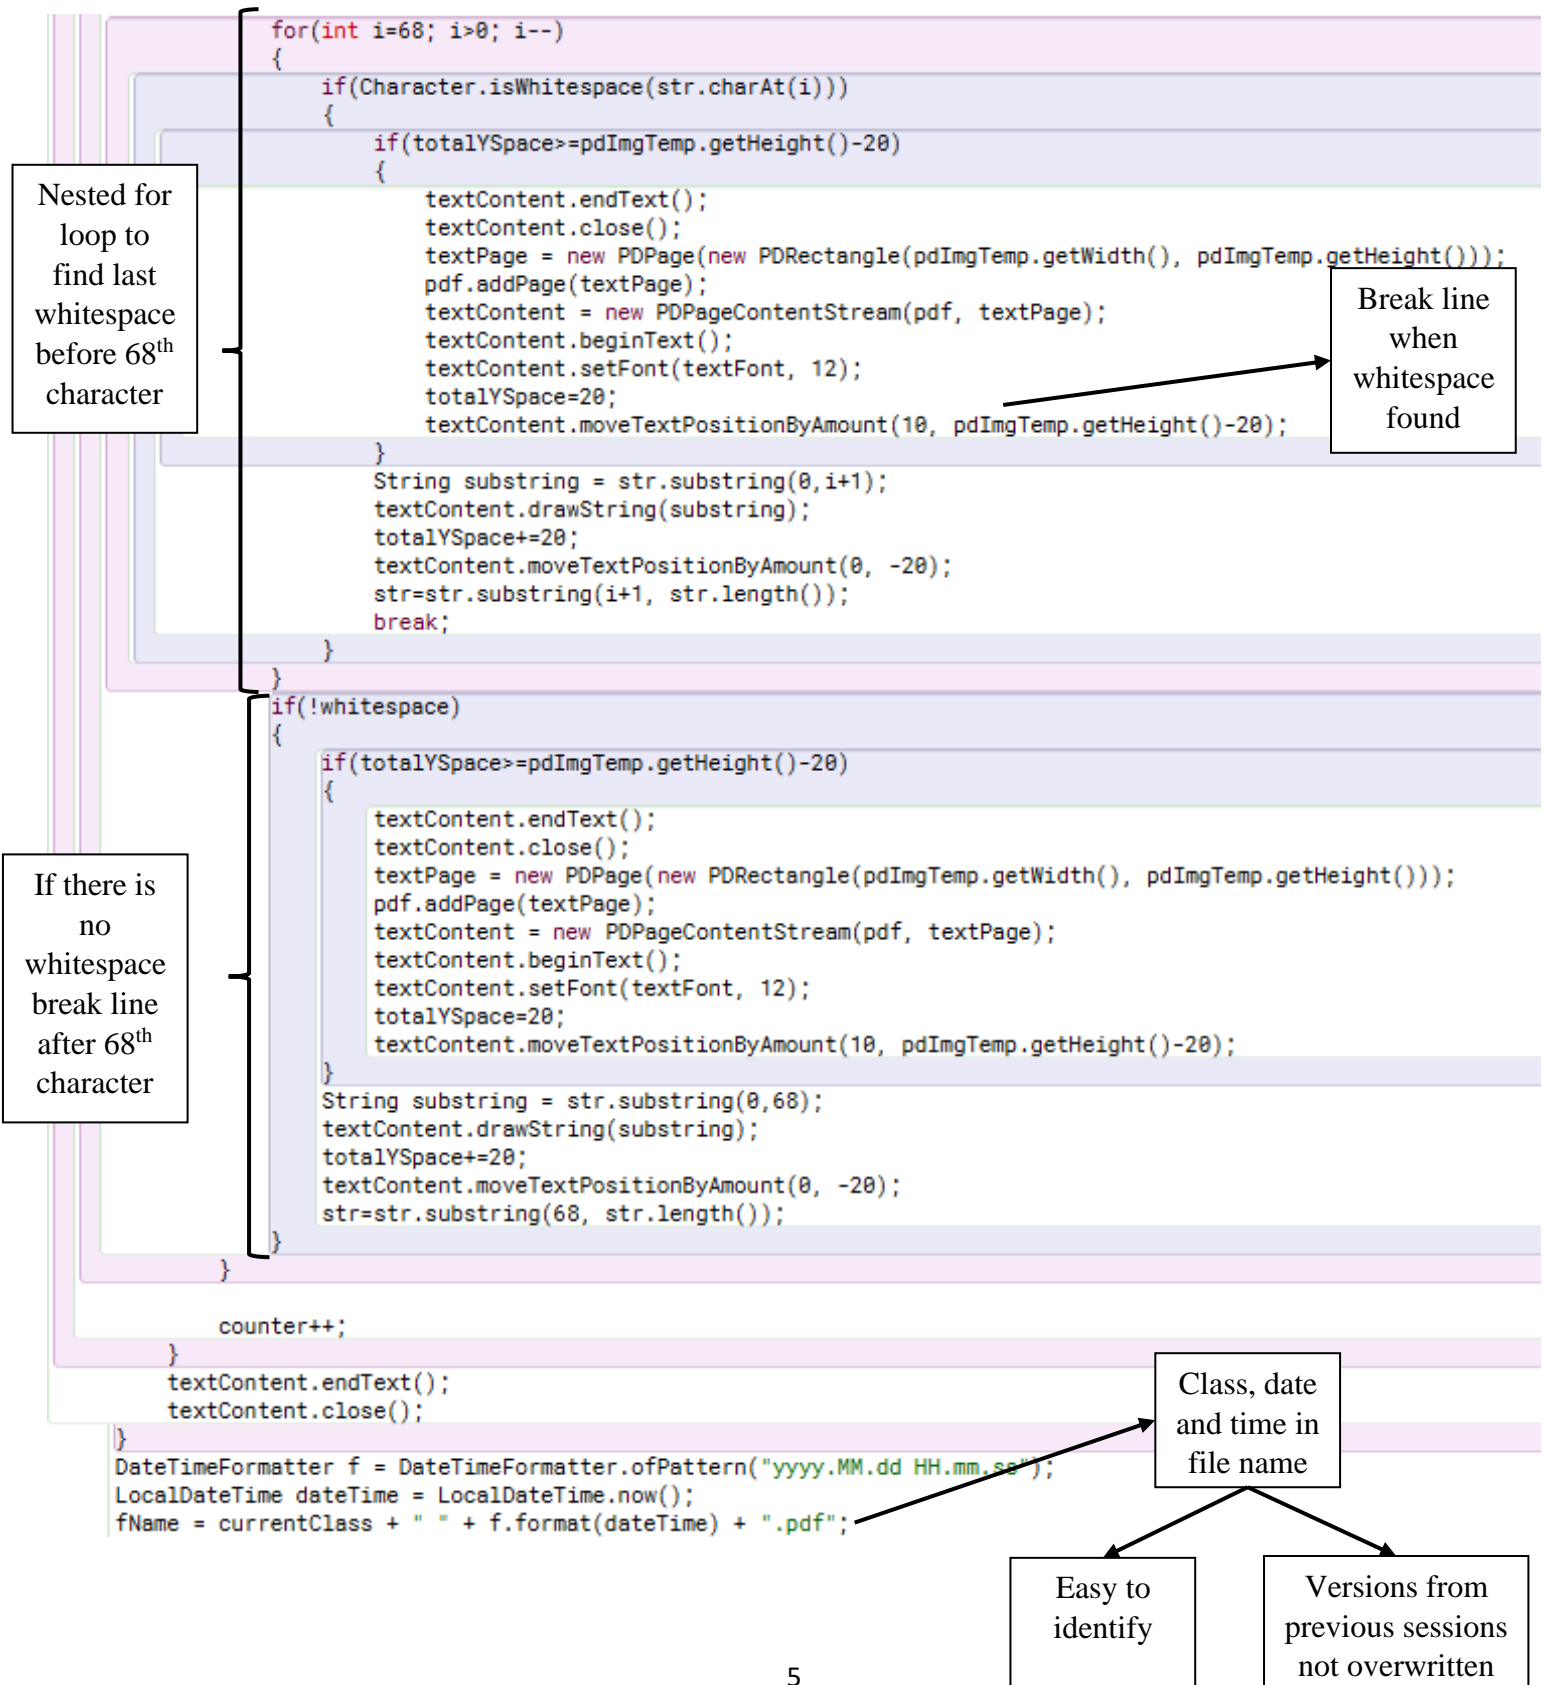 for(int i=68; i>0; i--)
{
if(Character.isWhitespace(str.charAt(i)))
{
if(totalYSpace>=pdImgTemp.getHeight()-20)
{
textContent.endText();
textContent.close();
textPage = new PDPage(new PDRectangle(pdImgTemp.getWidth(), pdImgTemp.getHeight()));
pdf.addPage(textPage);
textContent = new PDPageContentStream(pdf, textPage);
textContent.beginText();
textContent.setFont(textFont, 12);
totalYSpace=20;
textContent.moveTextPositionByAmount(10, pdImgTemp.getHeight()-20);
}
String substring = str.substring(0,i+1);
textContent.drawString(substring);
totalYSpace+=20;
textContent.moveTextPositionByAmount(0, -20);
str=str.substring(i+1, str.length());
break;
}
}
Nested for
loop to
find last
whitespace
before 68th
character
Break line
when
whitespace
found
if(!whitespace)
{
if(totalYSpace>=pdImgTemp.getHeight()-20)
{
textContent.endText();
textContent.close();
textPage = new PDPage(new PDRectangle(pdImgTemp.getWidth(), pdImgTemp.getHeight()));
pdf.addPage(textPage);
textContent = new PDPageContentStream(pdf, textPage);
textContent.beginText();
textContent.setFont(textFont, 12);
totalYSpace=20;
textContent.moveTextPositionByAmount(10, pdImgTemp.getHeight()-20);
}
String substring = str.substring(0,68);
textContent.drawString(substring);
totalYSpace+=20;
textContent.moveTextPositionByAmount(0, -20);
str=str.substring(68, str.length());
}
If there is
no
whitespace
break line
after 68th
character
}
counter++;
}
textContent.endText();
textContent.close();
}
DateTimeFormatter f = DateTimeFormatter.ofPattern("yyyy.MM.dd HH.mm.ss");
LocalDateTime dateTime = LocalDateTime.now();
fName = currentClass + " " + f.format(dateTime) + ".pdf";
Class, date
and time in
file name
Easy to
identify
Versions from
previous sessions
not overwritten
5